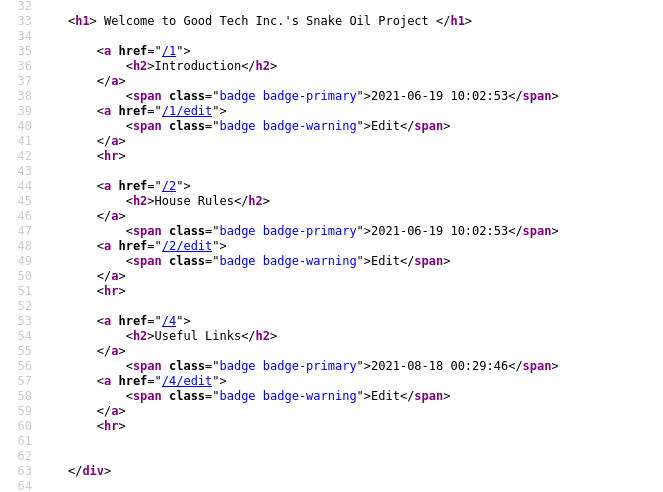 32
33 <h1> Welcome to Good Tech Inc.'s Snake Oil Project </h1>
34
35 <a href="/1">
36 <h2>Introduction</h2>
37 </a>
38 <span class="badge badge-primary">2021-06-19 10:02:53</span>
39 <a href="/1/edit">
40 <span class="badge badge-warning">Edit</span>
41 </a>
42 <hr>
43
44 <a href="/2">
45 <h2>House Rules</h2>
46 </a>
47 <span class="badge badge-primary">2021-06-19 10:02:53</span>
48 <a href="/2/edit">
49 <span class="badge badge-warning">Edit</span>
50 </a>
51 <hr>
52
53 <a href="/4">
54 <h2>Useful Links</h2>
55 </a>
56 <span class="badge badge-primary">2021-08-18 00:29:46</span>
57 <a href="/4/edit">
58 <span class="badge badge-warning">Edit</span>
59 </a>
60 <hr>
61
62
63 </div>
64